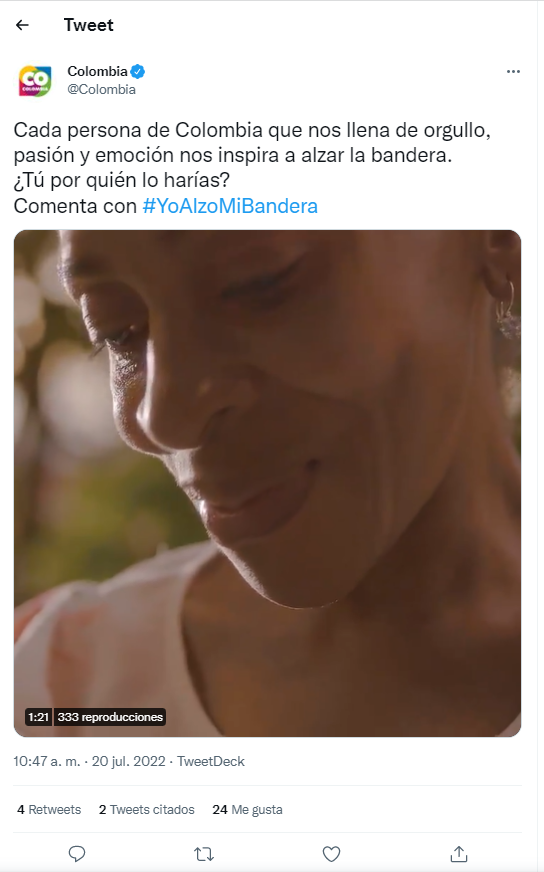 Tweet
CO
COLOMBIA
Colombia
@Colombia
Cada persona de Colombia que nos llena de orgullo,
pasión y emoción nos inspira a alzar la bandera.
¿Tú por quién lo harías?
Comenta con #YoAlzoMiBandera
1:21 333 reproducciones
10:47 a. m. · 20 jul. 2022 · TweetDeck
4 Retweets 2 Tweets citados 24 Me gusta